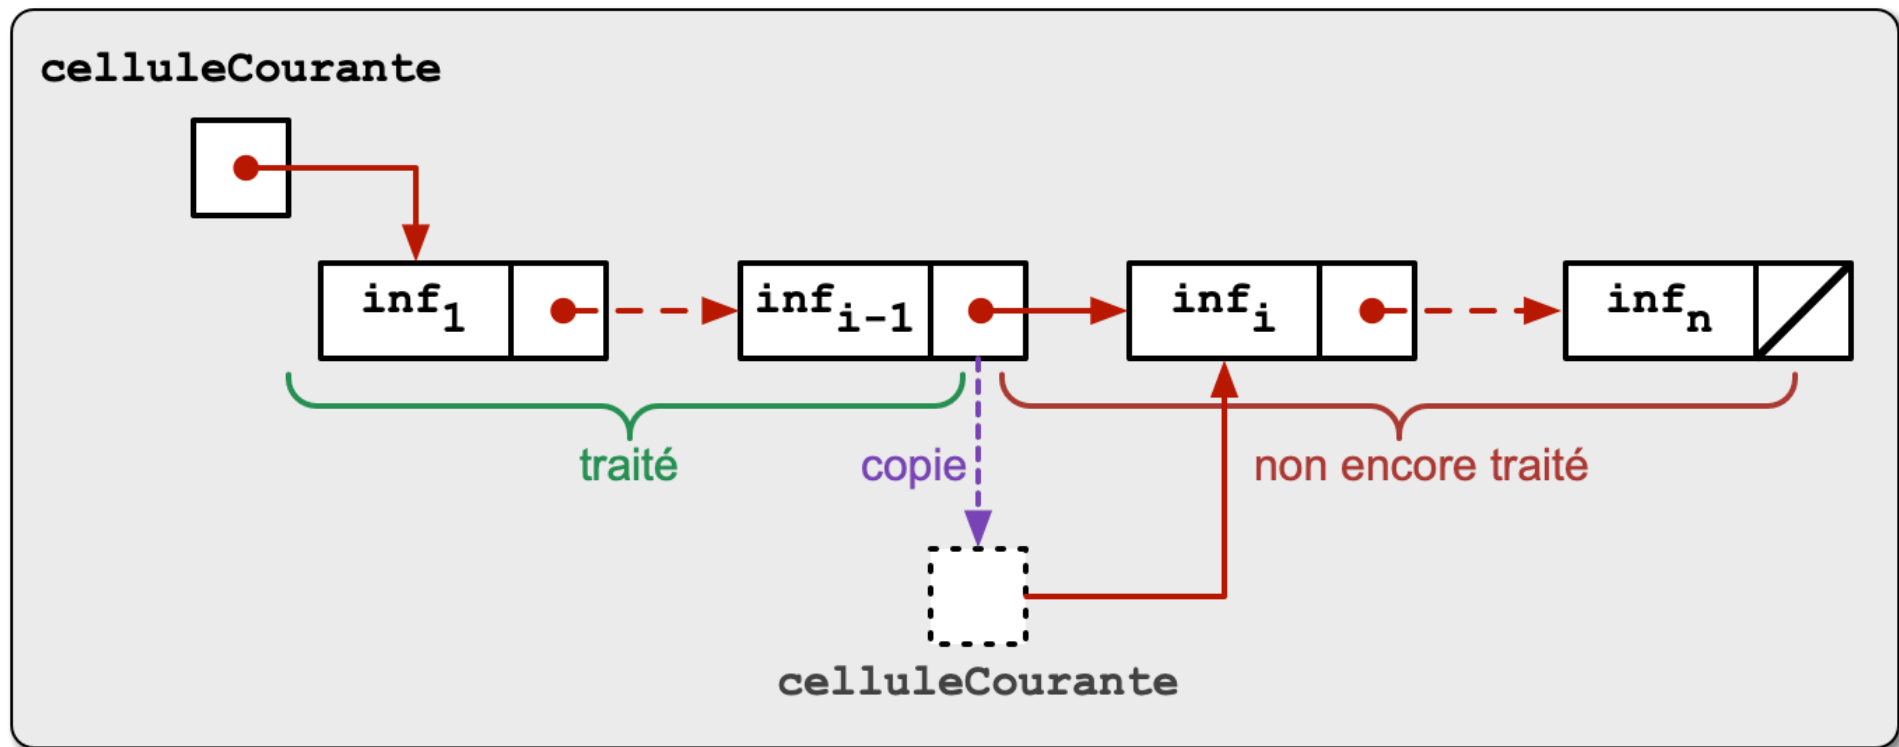 celluleCourante
inf1 infi-1 infi infn
traité copie non encore traité
celluleCourante